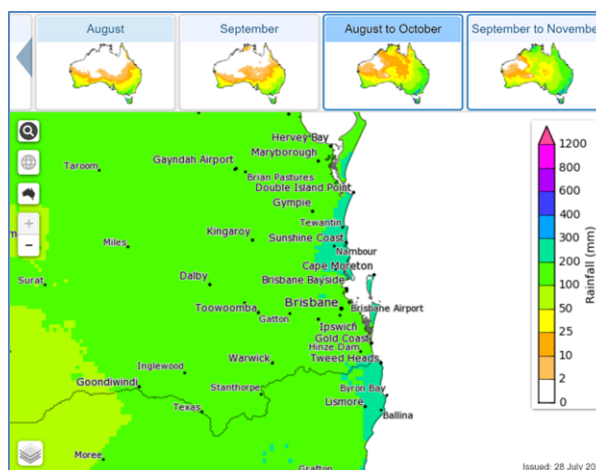 August
September
August to October
September to November
Hervey Bay
Maryborough
Taroom
Gayndah Airport
Brian Pastures
Double Island Point
Gympie
Tewantin
Kingaroy
Sunshine Coast
Miles
Nambour
Cape Moreton
Surat
Dalby
Brisbane Bayside
Brisbane
Toowoomba
Brisbane Airport
Gatton
Ipswich
Gold Coast
Hinze Dam
Warwick
Tweed Heads
Inglewood
Goondiwindi
Stanthorpe
Byron Bay
Texas
Lismore
Ballina
Moree
Grafton
1200
800
600
400
300
200
100
50
25
10
2
0
Rainfall (mm)
Issued: 28 July 20